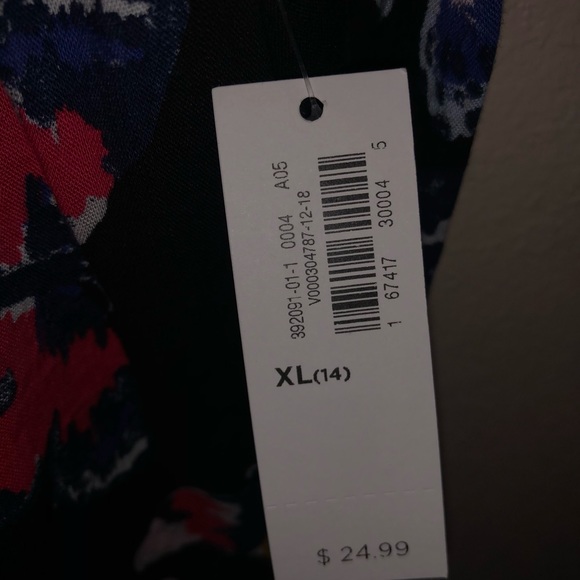 392091-01-1 0004 A05
V000304787-12-18
1 67417 30004 5
XL(14)
$ 24.99